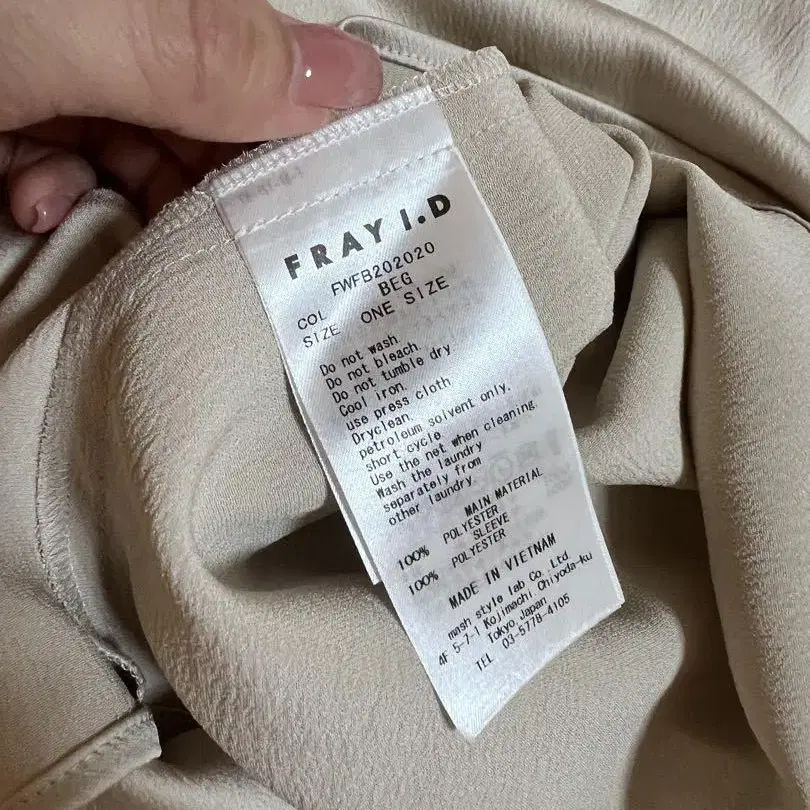 FRAY I.D
FWFB202020
COL BEG
SIZE ONE SIZE
Do not wash.
Do not bleach.
Do not tumble dry
Cool iron.
use press cloth
Dryclean.
petroleum solvent only.
short cycle
Use the net when cleaning.
Wash the laundry
separately from
other laundry.
MAIN MATERIAL
100% POLYESTER
SLEEVE
100% POLYESTER
MADE IN VIETNAM
mash style lab Co.,Ltd
4F 5-7-1 Kojimachi Chiyoda-ku
Tokyo,Japan
TEL 03-5778-4105